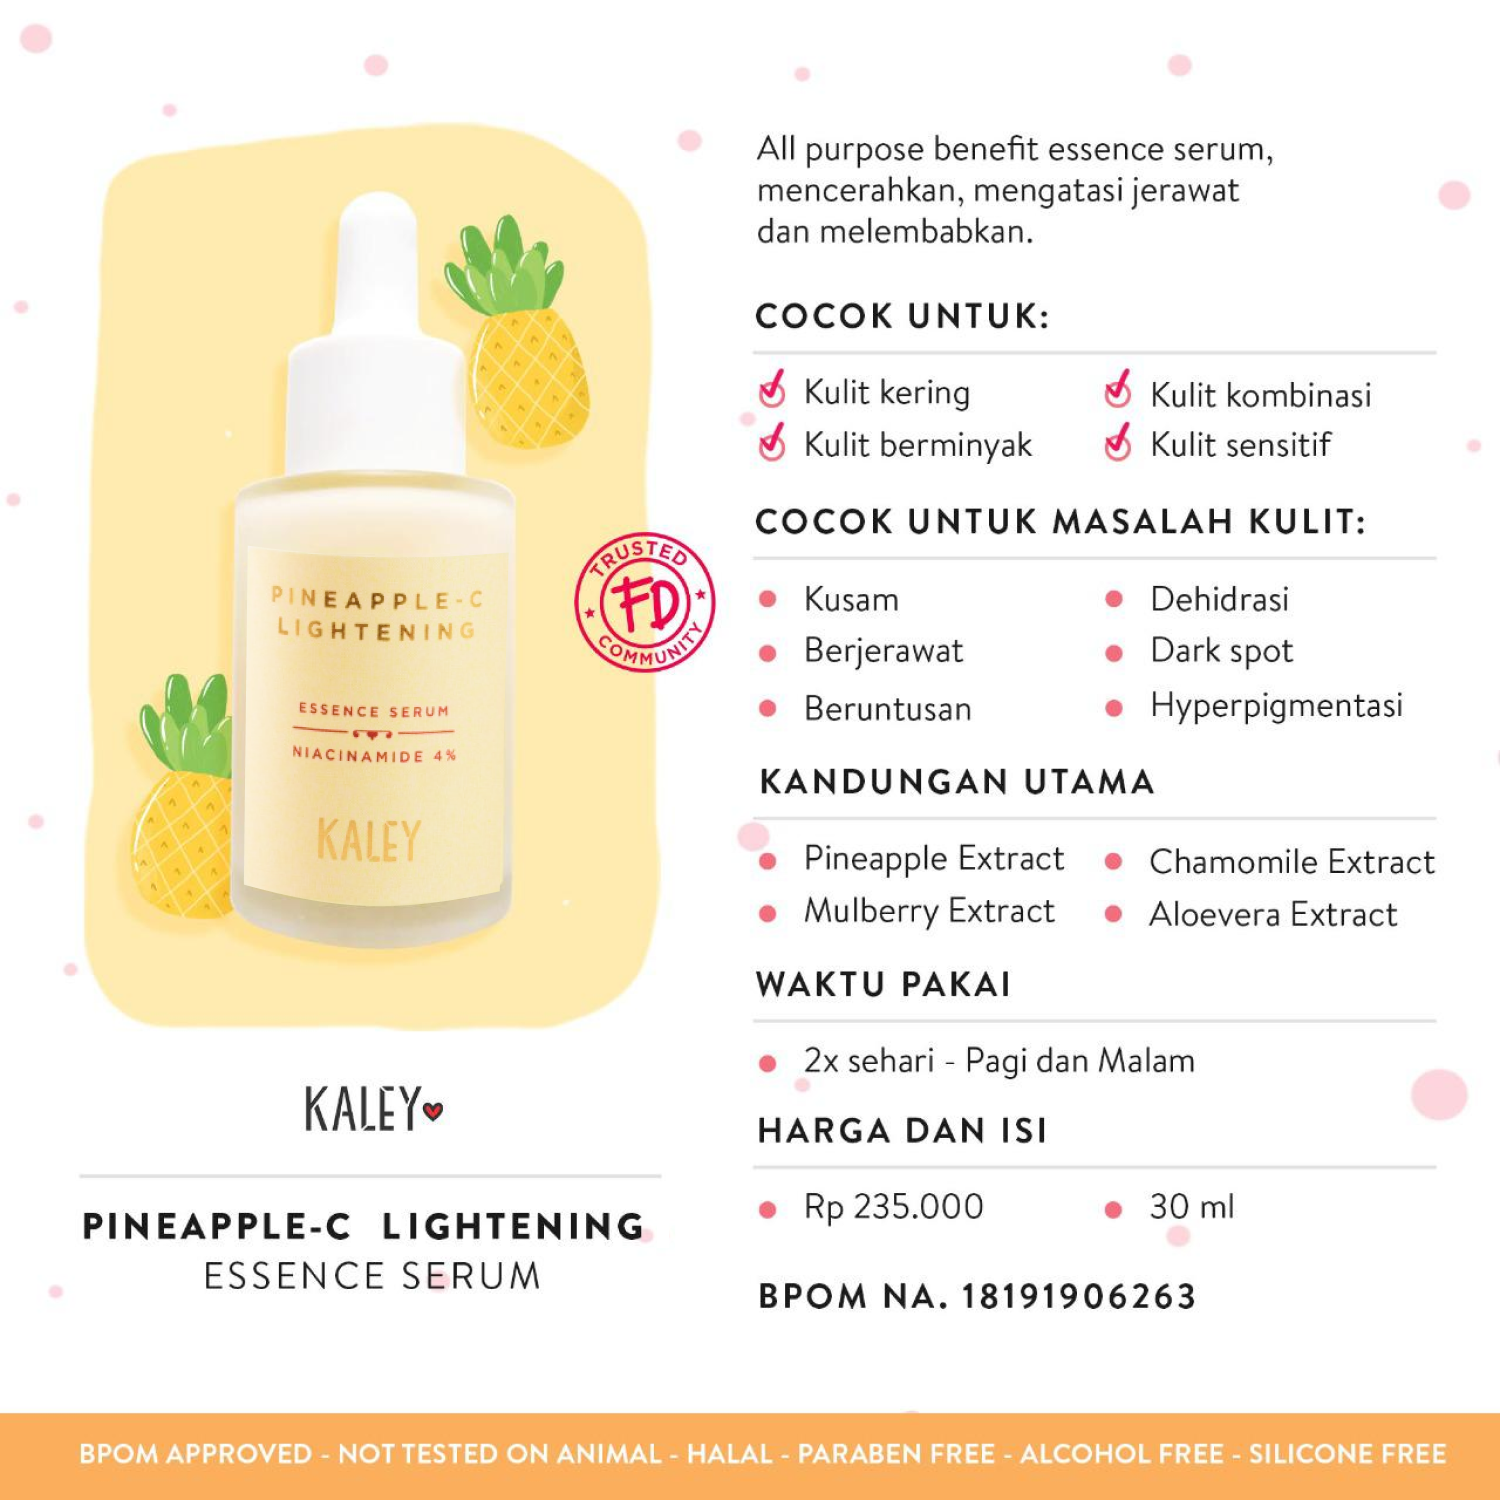 PINEAPPLE-C
LIGHTENING
ESSENCE SERUM
NIACINAMIDE 4%
KALEY
TRUSTED
FD
COMMUNITY
KALEY
PINEAPPLE-C LIGHTENING
ESSENCE SERUM
All purpose benefit essence serum,
mencerahkan, mengatasi jerawat
dan melembabkan.
COCOK UNTUK:
Kulit kering
Kulit kombinasi
Kulit berminyak
Kulit sensitif
COCOK UNTUK MASALAH KULIT:
Kusam
Dehidrasi
Berjerawat
Dark spot
Beruntusan
Hyperpigmentasi
KANDUNGAN UTAMA
Pineapple Extract
Chamomile Extract
Mulberry Extract
Aloevera Extract
WAKTU PAKAI
2x sehari - Pagi dan Malam
HARGA DAN ISI
Rp 235.000
30 ml
BPOM NA. 18191906263
BPOM APPROVED - NOT TESTED ON ANIMAL - HALAL - PARABEN FREE - ALCOHOL FREE - SILICONE FREE